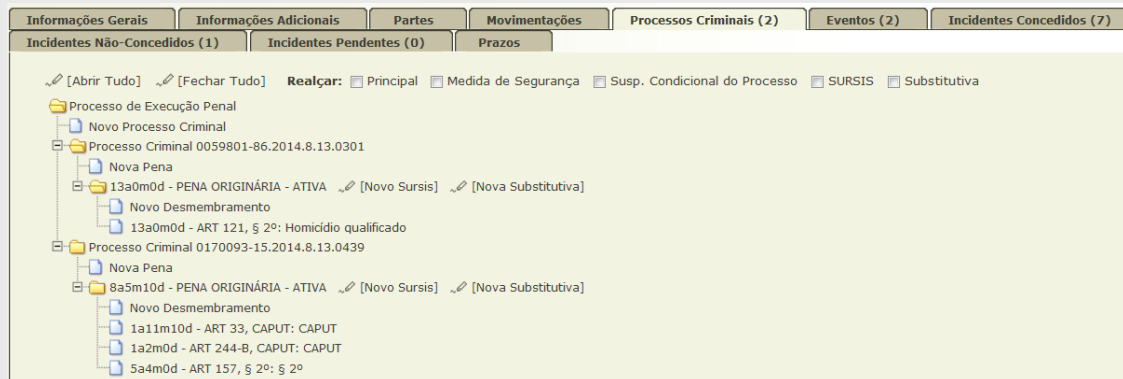 Informações Gerais Informações Adicionais Partes Movimentações Processos Criminais (2) Eventos (2) Incidentes Concedidos (7)
Incidentes Não-Concedidos (1) Incidentes Pendentes (0) Prazos
[Abrir Tudo] [Fechar Tudo] Realçar: Principal Medida de Segurança Susp. Condicional do Processo SURSIS Substitutiva
Processo de Execução Penal
Novo Processo Criminal
Processo Criminal 0059801-86.2014.8.13.0301
Nova Pena
13a0m0d - PENA ORIGINÁRIA - ATIVA [Novo Sursis] [Nova Substitutiva]
Novo Desmembramento
13a0m0d - ART 121, § 2º: Homicídio qualificado
Processo Criminal 0170093-15.2014.8.13.0439
Nova Pena
8a5m10d - PENA ORIGINÁRIA - ATIVA [Novo Sursis] [Nova Substitutiva]
Novo Desmembramento
1a11m10d - ART 33, CAPUT: CAPUT
1a2m0d - ART 244-B, CAPUT: CAPUT
5a4m0d - ART 157, § 2º: § 2º